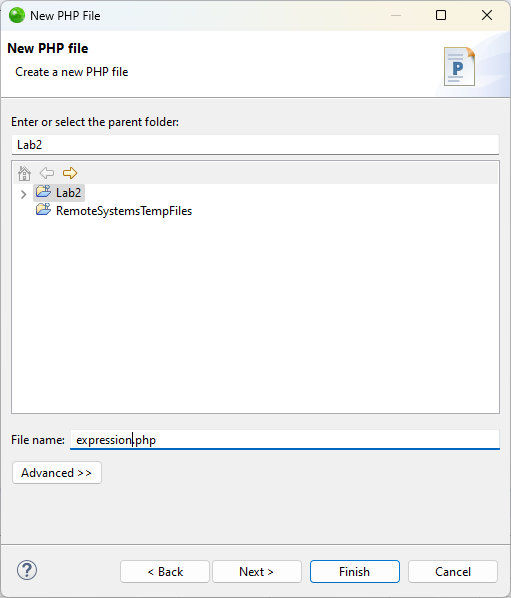 New PHP File
New PHP file
Create a new PHP file
P
Enter or select the parent folder:
Lab2
Lab2
RemoteSystemsTempFiles
File name: expression.php
Advanced >>
? < Back Next > Finish Cancel